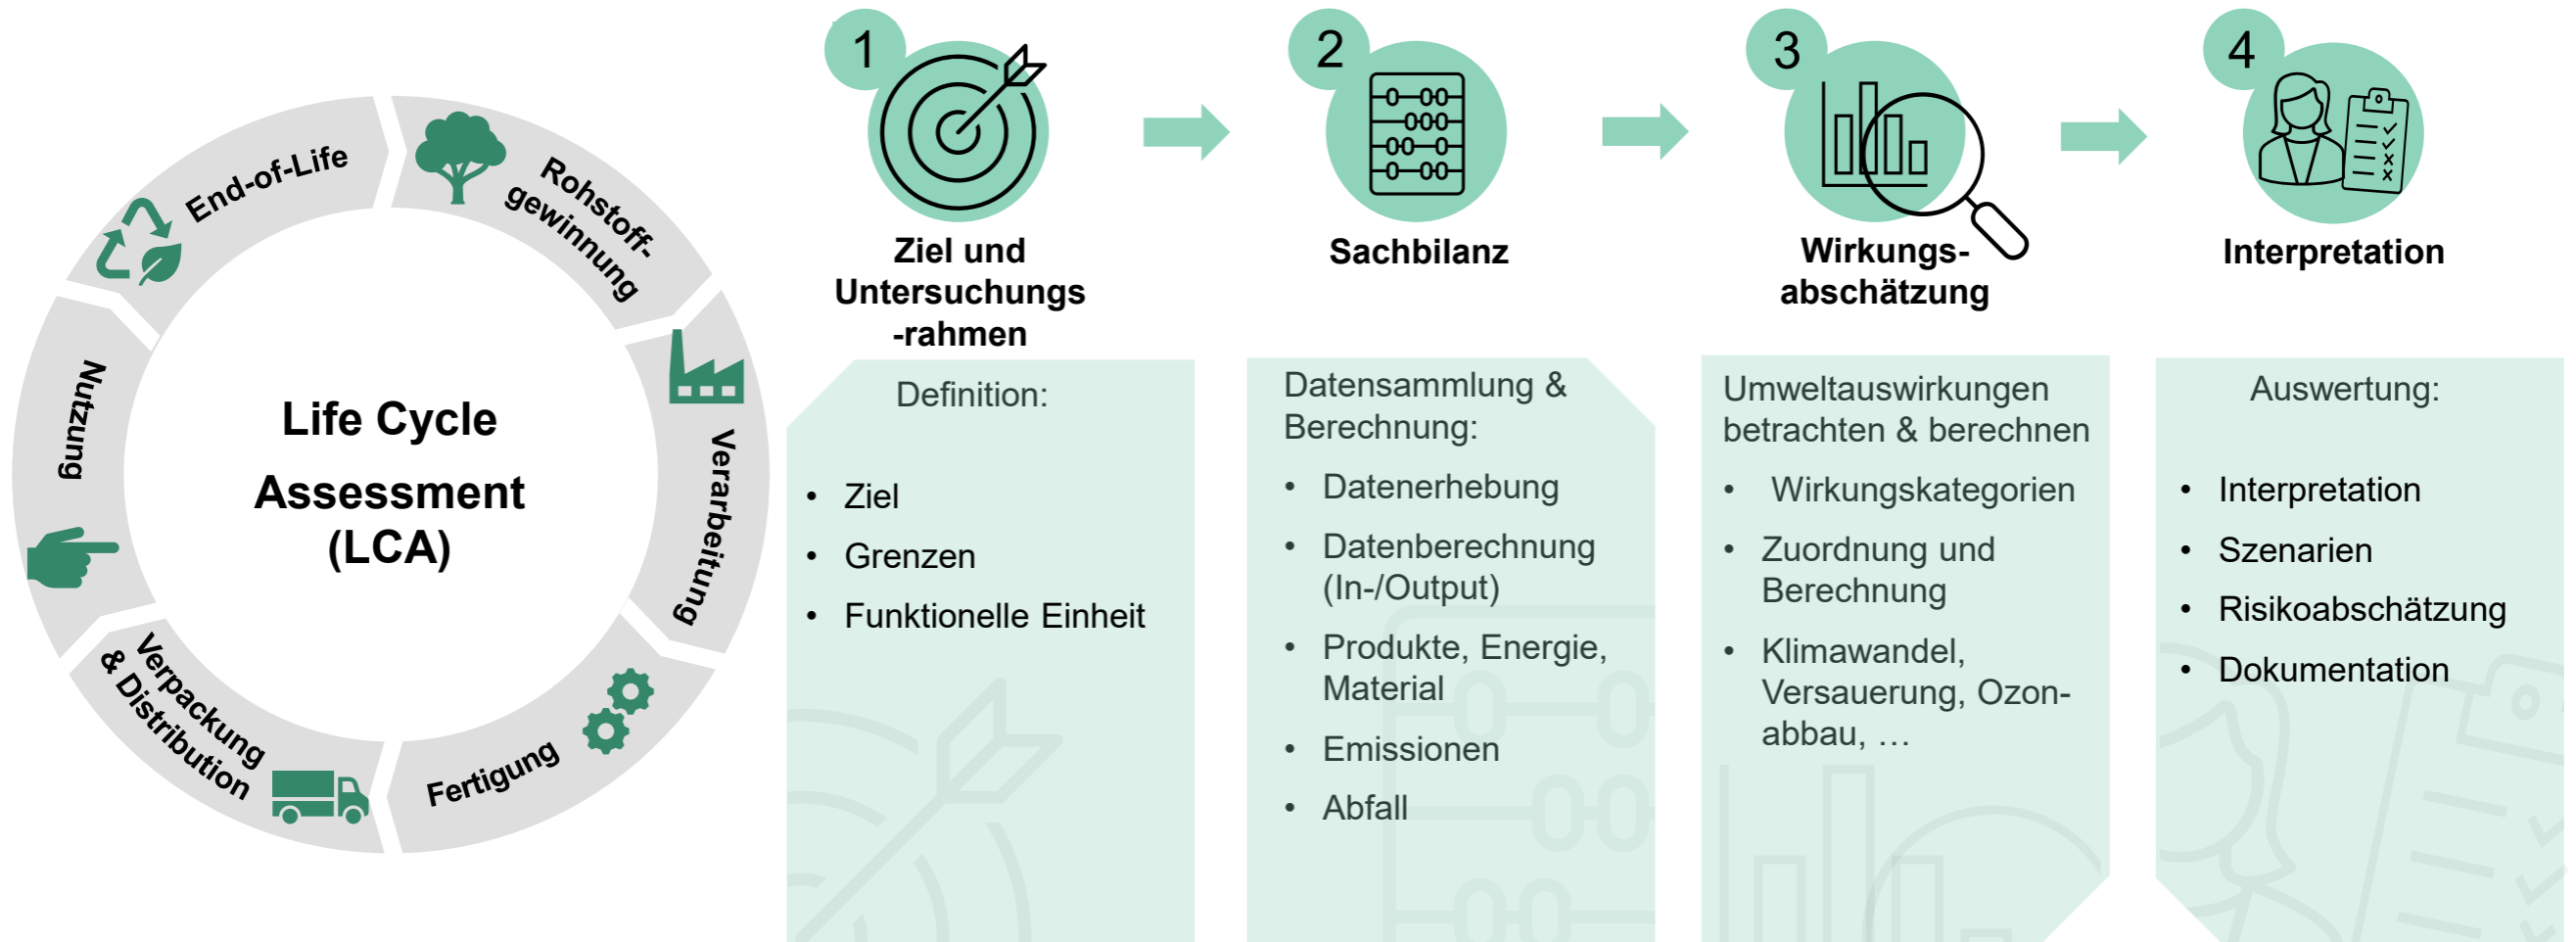 End-of-Life
Rohstoff-
gewinnung
Verarbeitung
Fertigung
Verpackung
& Distribution
Nutzung
Life Cycle
Assessment
(LCA)
1
Ziel und
Untersuchungs
-rahmen
Definition:
• Ziel
• Grenzen
• Funktionelle Einheit
2
Sachbilanz
Datensammlung &
Berechnung:
• Datenerhebung
• Datenberechnung
(In-/Output)
• Produkte, Energie,
Material
• Emissionen
• Abfall
3
Wirkungs-
abschätzung
Umweltauswirkungen
betrachten & berechnen
• Wirkungskategorien
• Zuordnung und
Berechnung
• Klimawandel,
Versauerung, Ozon-
abbau, …
4
Interpretation
Auswertung:
• Interpretation
• Szenarien
• Risikoabschätzung
• Dokumentation